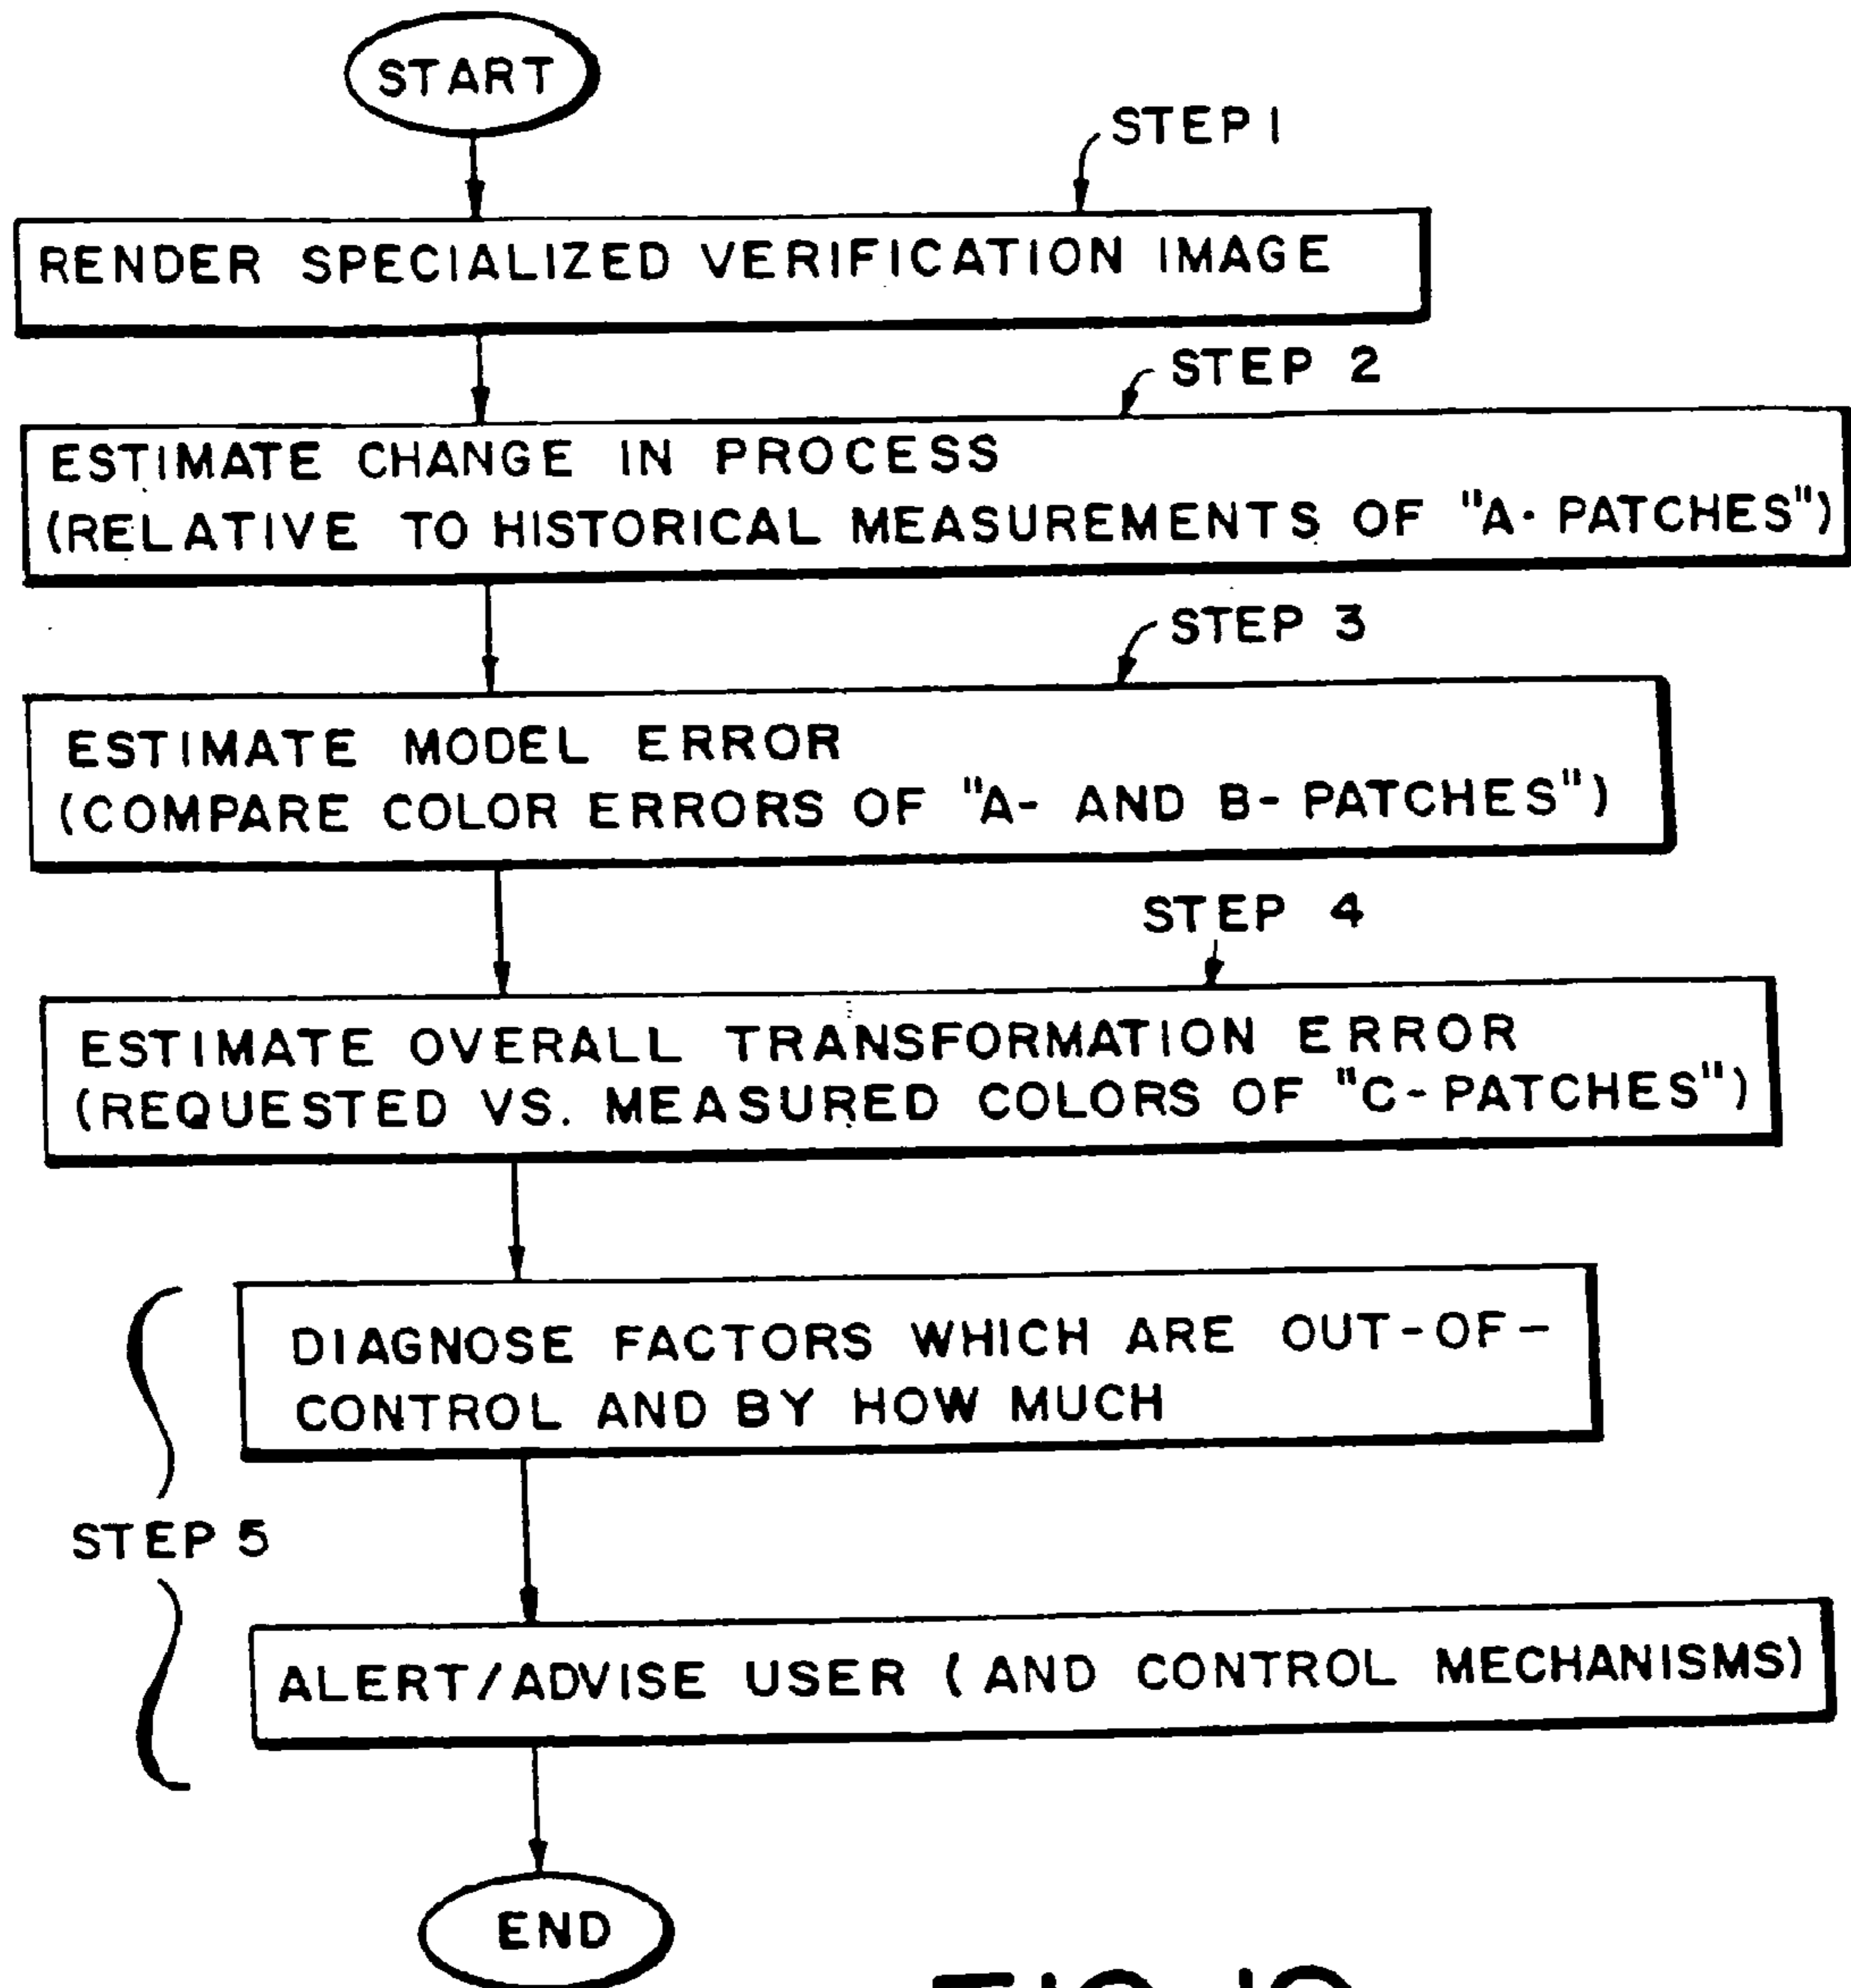 START
STEP 1
RENDER SPECIALIZED VERIFICATION IMAGE
STEP 2
ESTIMATE CHANGE IN PROCESS
(RELATIVE TO HISTORICAL MEASUREMENTS OF "A- PATCHES")
STEP 3
ESTIMATE MODEL ERROR
(COMPARE COLOR ERRORS OF "A- AND B- PATCHES")
STEP 4
ESTIMATE OVERALL TRANSFORMATION ERROR
(REQUESTED VS. MEASURED COLORS OF "C-PATCHES")
DIAGNOSE FACTORS WHICH ARE OUT-OF-
CONTROL AND BY HOW MUCH
STEP 5
ALERT/ADVISE USER (AND CONTROL MECHANISMS)
END